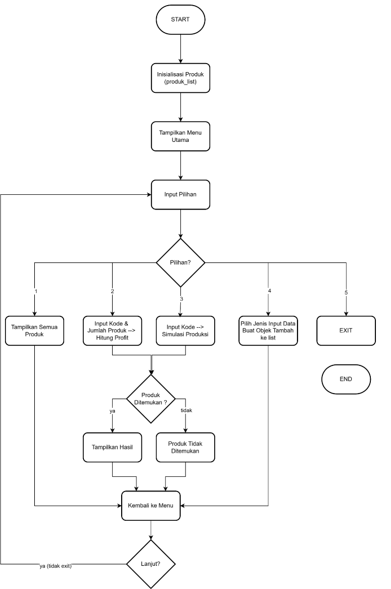 START
Inisialisasi Produk
(produk_list)
Tampilkan Menu
Utama
Input Pilihan
Pilihan?
1
2
3
4
5
Tampilkan Semua
Produk
Input Kode &
Jumlah Produk -->
Hitung Profit
Input Kode -->
Simulasi Produksi
Pilih Jenis Input Data
Buat Objek Tambah
ke list
EXIT
END
Produk
Ditemukan ?
ya
tidak
Tampilkan Hasil
Produk Tidak
Ditemukan
Kembali ke Menu
Lanjut?
ya (tidak exit)